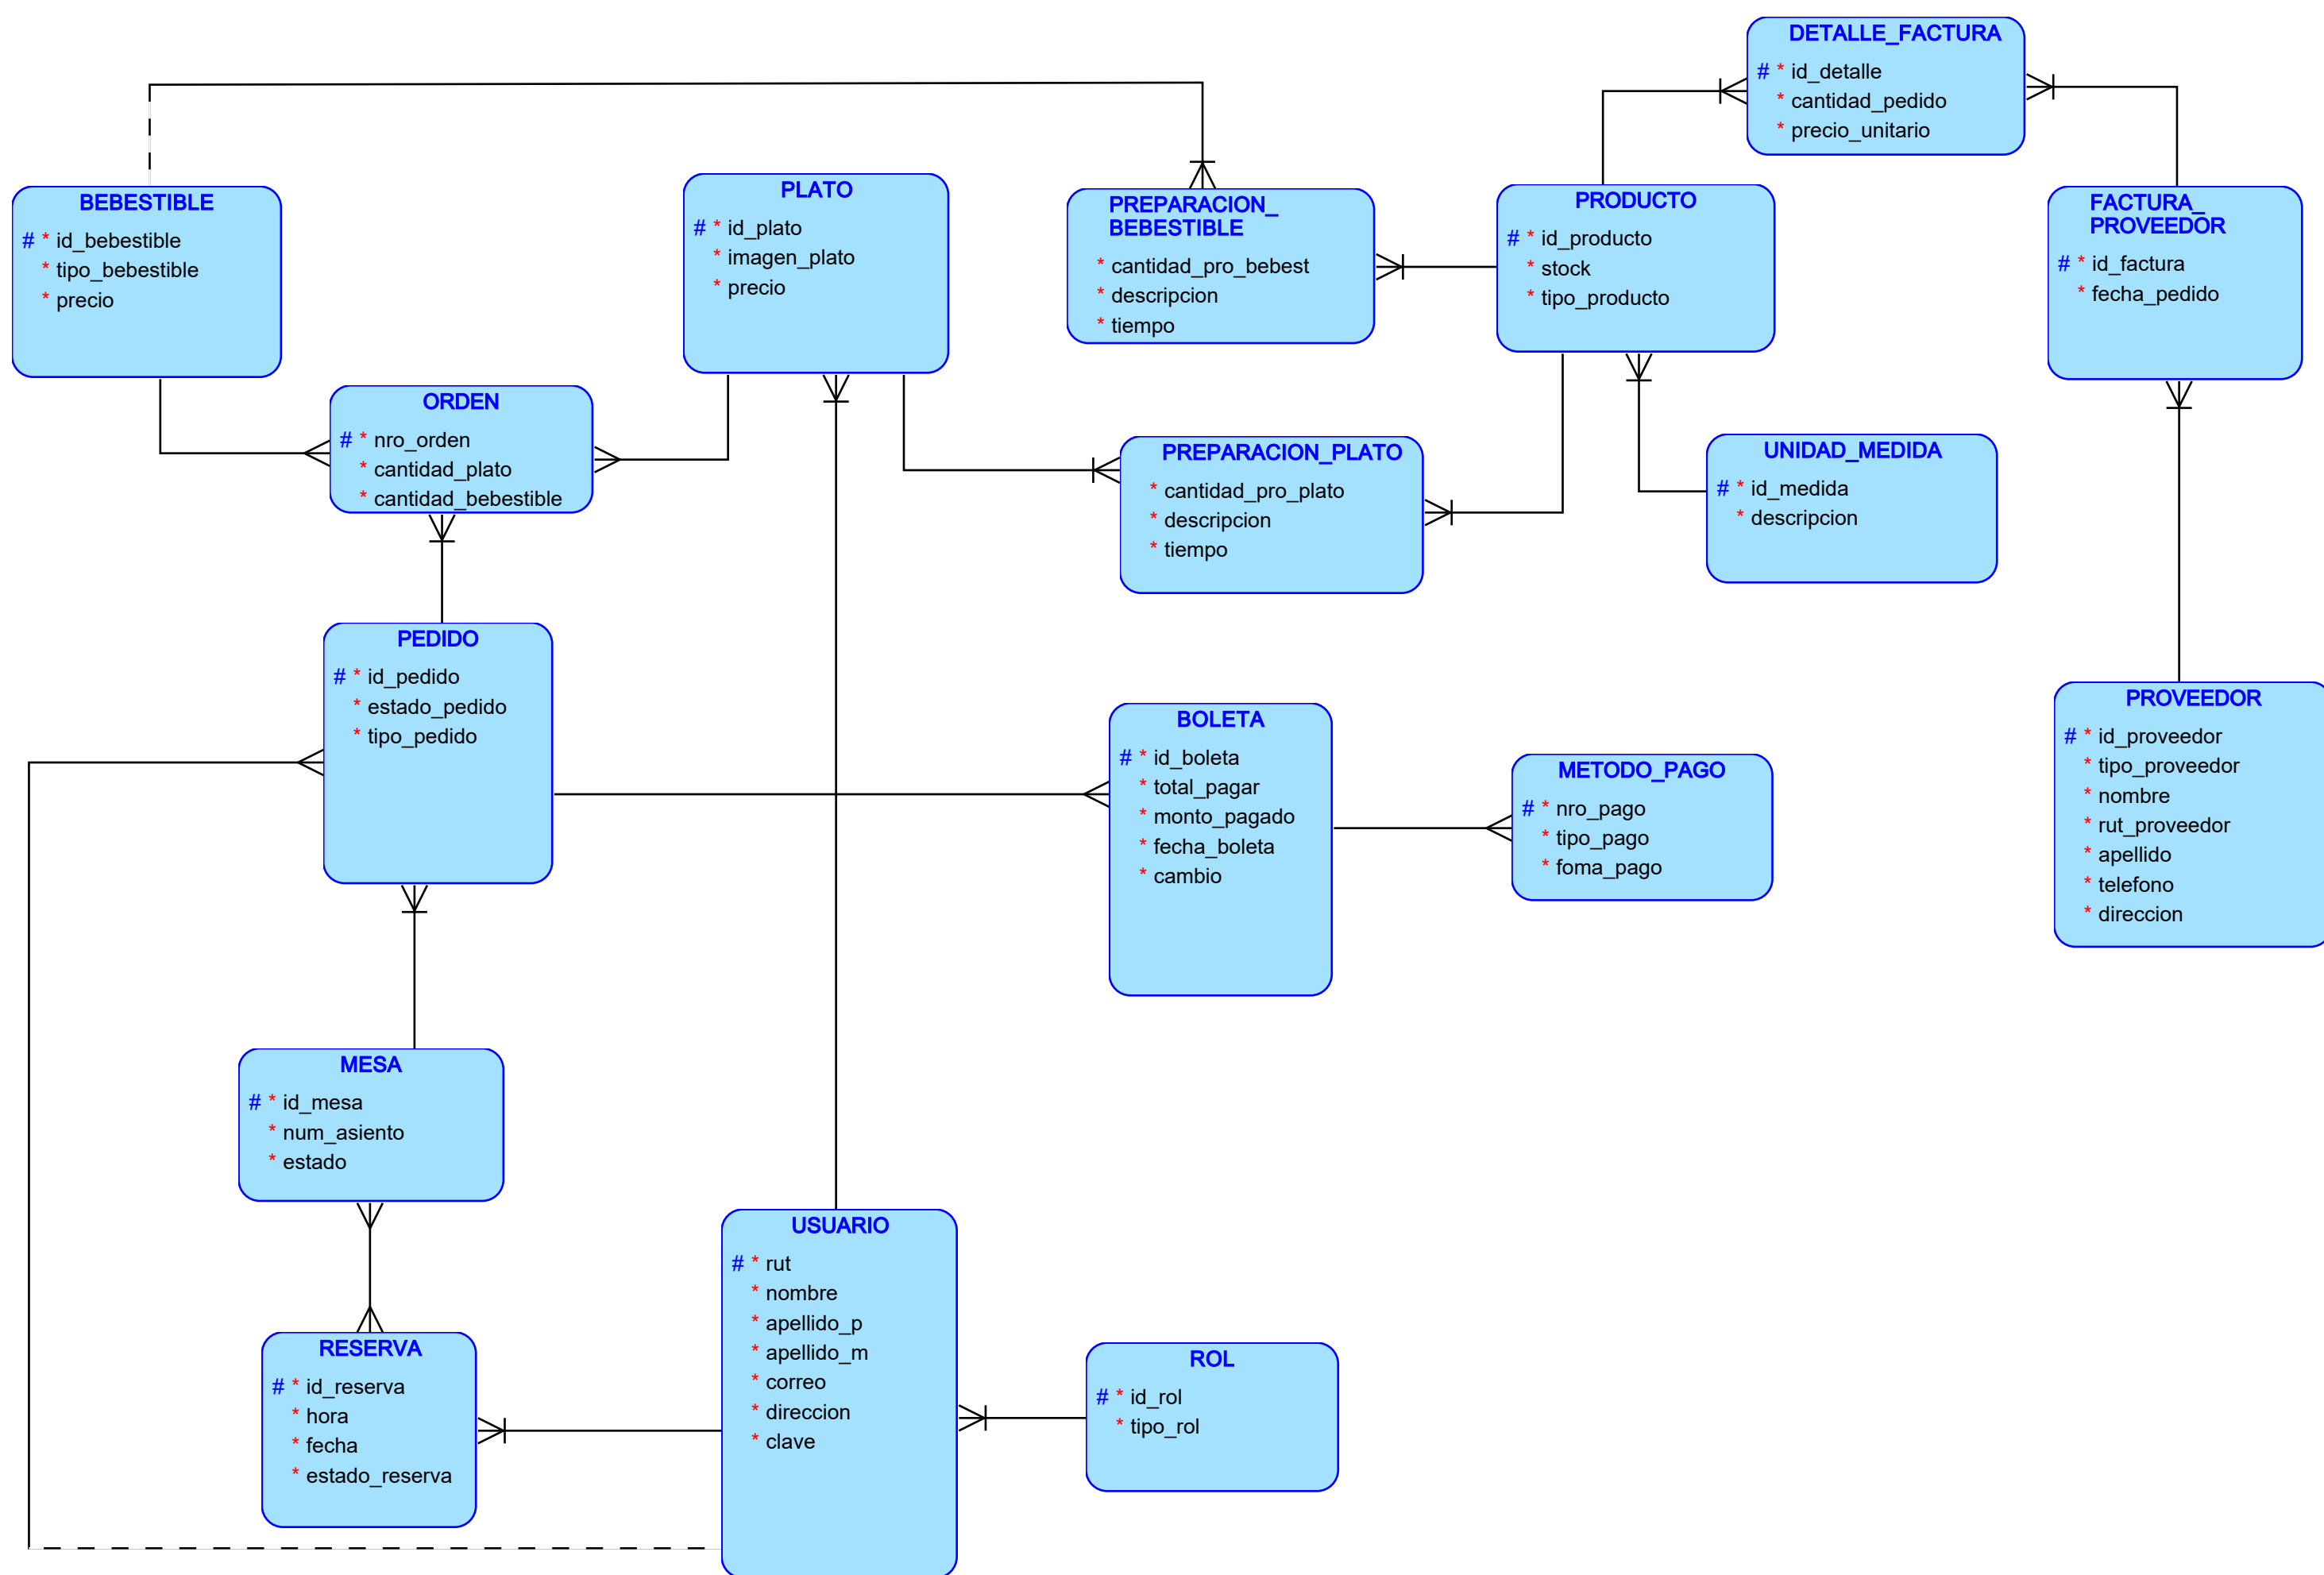 DETALLE_FACTURA
# * id_detalle
* cantidad_pedido
* precio_unitario
BEBESTIBLE
# * id_bebestible
* tipo_bebestible
* precio
PLATO
# * id_plato
* imagen_plato
* precio
PREPARACION_
BEBESTIBLE
* cantidad_pro_bebest
* descripcion
* tiempo
PRODUCTO
# * id_producto
* stock
* tipo_producto
FACTURA_
PROVEEDOR
# * id_factura
* fecha_pedido
ORDEN
# * nro_orden
* cantidad_plato
* cantidad_bebestible
PREPARACION_PLATO
* cantidad_pro_plato
* descripcion
* tiempo
UNIDAD_MEDIDA
# * id_medida
* descripcion
PEDIDO
# * id_pedido
* estado_pedido
* tipo_pedido
BOLETA
# * id_boleta
* total_pagar
* monto_pagado
* fecha_boleta
* cambio
METODO_PAGO
# * nro_pago
* tipo_pago
* foma_pago
PROVEEDOR
# * id_proveedor
* tipo_proveedor
* nombre
* rut_proveedor
* apellido
* telefono
* direccion
MESA
# * id_mesa
* num_asiento
* estado
USUARIO
# * rut
* nombre
* apellido_p
* apellido_m
* correo
* direccion
* clave
RESERVA
# * id_reserva
* hora
* fecha
* estado_reserva
ROL
# * id_rol
* tipo_rol